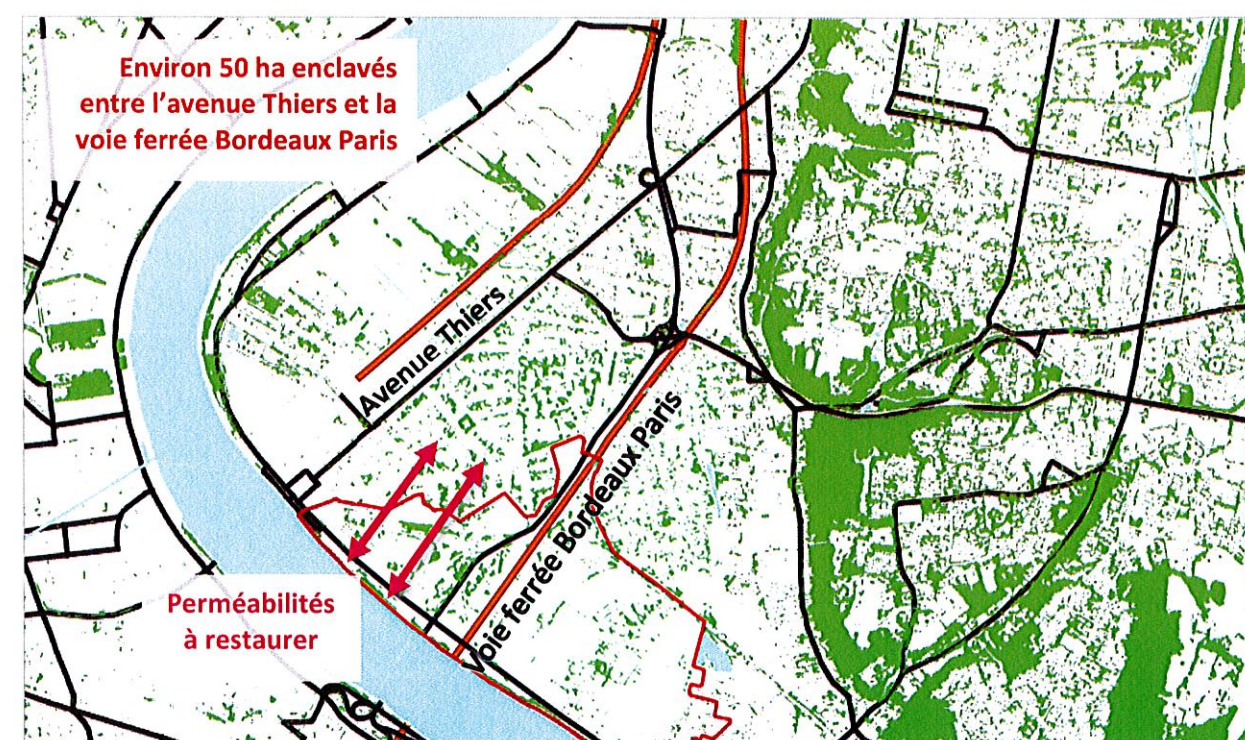 Environ 50 ha enclavés
entre l'avenue Thiers et la
voie ferrée Bordeaux Paris
Avenue Thiers
Voie ferrée Bordeaux Paris
Perméabilités
à restaurer